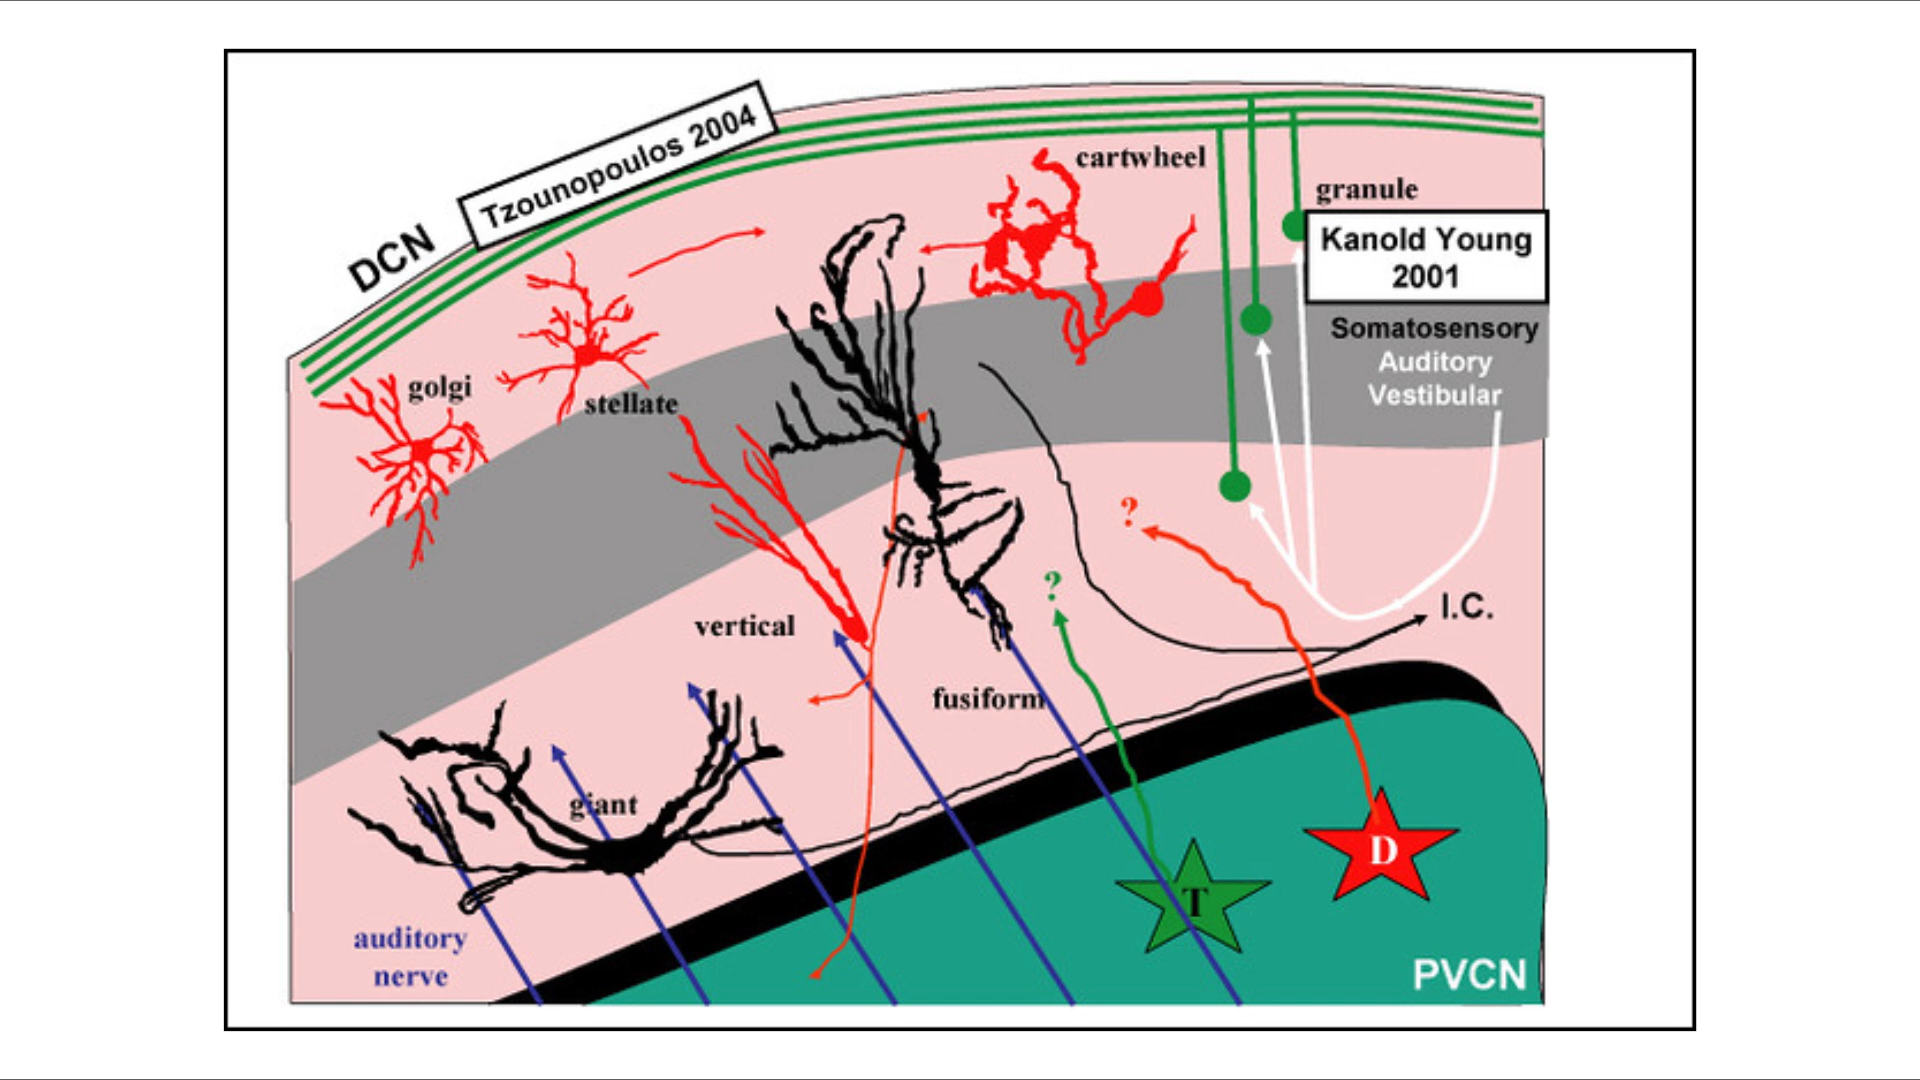 DCN
Tzounopoulos 2004
cartwheel
granule
Kanold Young
2001
Somatosensory
Auditory
Vestibular
golgi
stellate
?
?
I.C.
vertical
fusiform
giant
D
T
auditory
nerve
PVCN